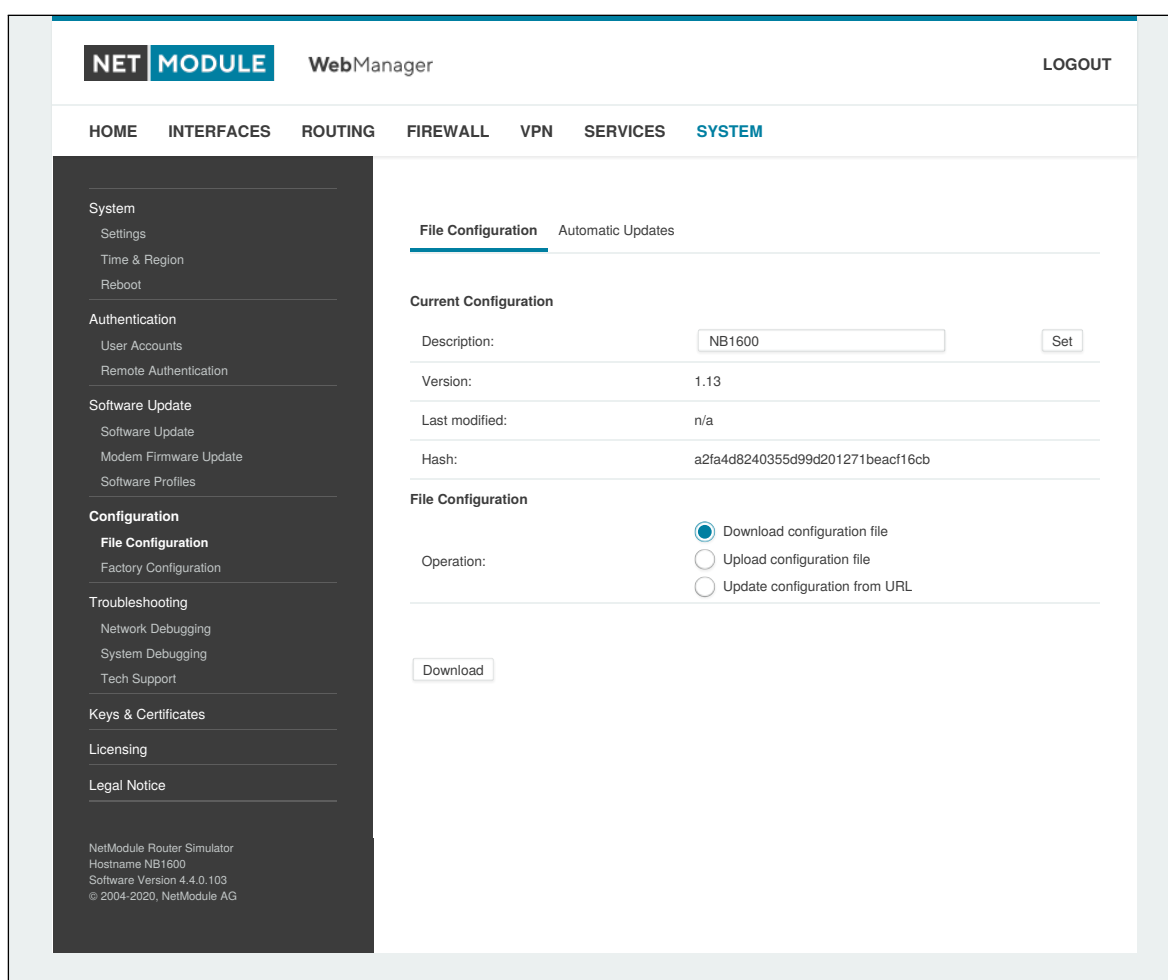 NET MODULE WebManager LOGOUT
HOME INTERFACES ROUTING FIREWALL VPN SERVICES SYSTEM
System
Settings
Time & Region
Reboot
Authentication
User Accounts
Remote Authentication
Software Update
Software Update
Modem Firmware Update
Software Profiles
Configuration
File Configuration
Factory Configuration
Troubleshooting
Network Debugging
System Debugging
Tech Support
Keys & Certificates
Licensing
Legal Notice
NetModule Router Simulator
Hostname NB1600
Software Version 4.4.0.103
© 2004-2020, NetModule AG
File Configuration Automatic Updates
Current Configuration
Description: NB1600 Set
Version: 1.13
Last modified: n/a
Hash: a2fa4d8240355d99d201271beacf16cb
File Configuration
Operation:
Download configuration file
Upload configuration file
Update configuration from URL
Download